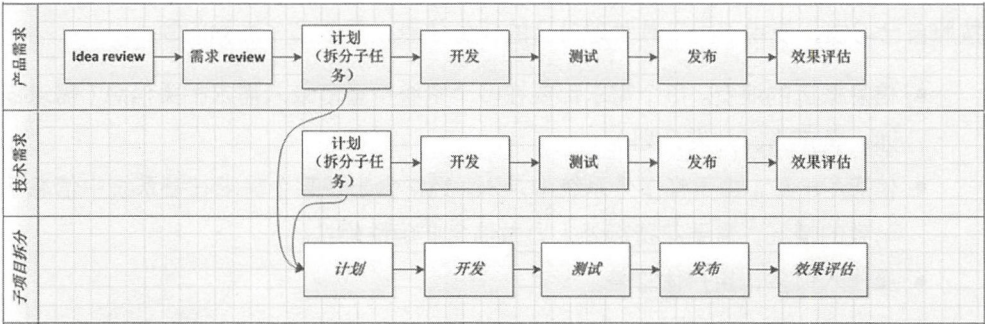 产品需求
Idea review
需求 review
计划
（拆分子任
务）
开发
测试
发布
效果评估
技术需求
计划
（拆分子任
务）
开发
测试
发布
效果评估
子项目拆分
计划
开发
测试
发布
效果评估